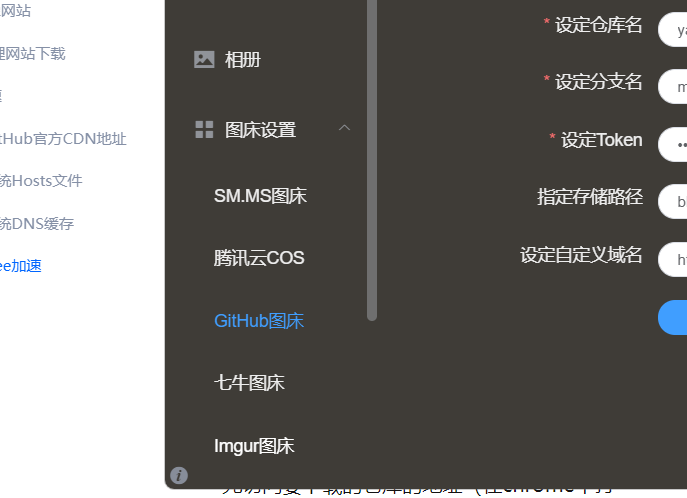 网站
理网站下载
tHub官方CDN地址
统Hosts文件
统DNS缓存
ee加速
相册
图床设置
SM.MS图床
腾讯云COS
GitHub图床
七牛图床
Imgur图床
* 设定仓库名
* 设定分支名
* 设定Token
指定存储路径
设定自定义域名